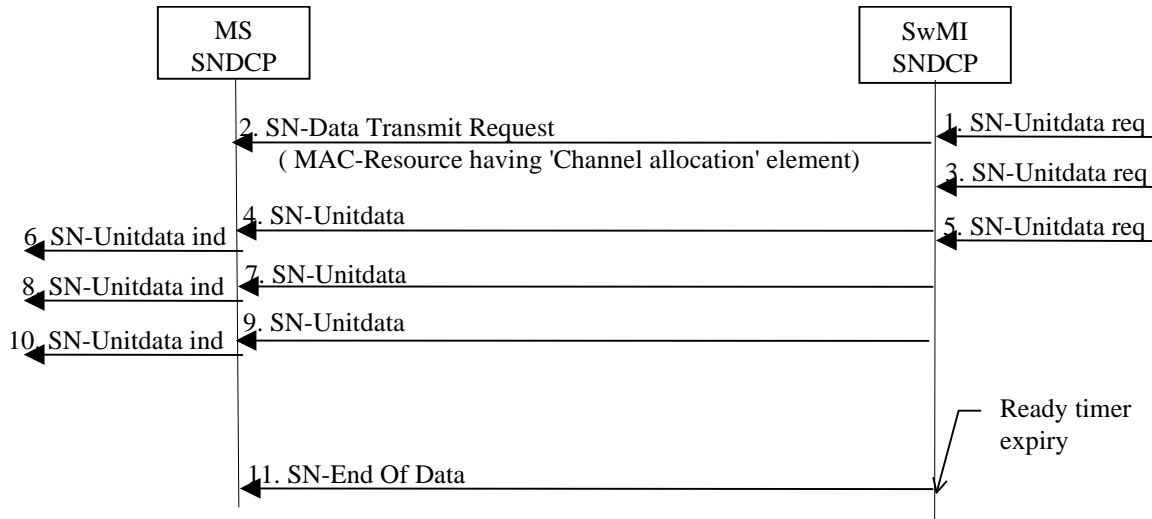 MS
SNDCP
SwMI
SNDCP
1. SN-Unitdata req
2. SN-Data Transmit Request
( MAC-Resource having 'Channel allocation' element)
3. SN-Unitdata req
4. SN-Unitdata
5. SN-Unitdata req
6. SN-Unitdata ind
7. SN-Unitdata
8. SN-Unitdata ind
9. SN-Unitdata
10. SN-Unitdata ind
Ready timer
expiry
11. SN-End Of Data